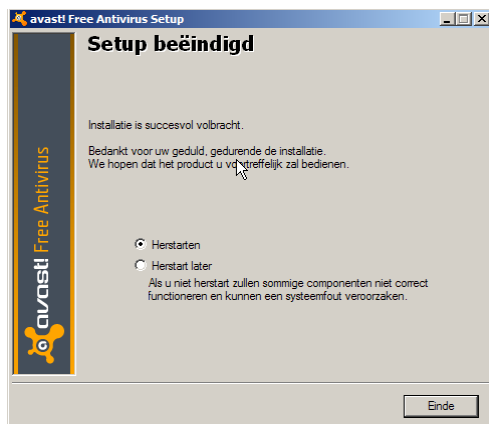 avast! Free Antivirus Setup
Setup beëindigd
avast! Free Antivirus
Installatie is succesvol volbracht.
Bedankt voor uw geduld, gedurende de installatie.
We hopen dat het product u voortreffelijk zal bedienen.
Herstarten
Herstart later
Als u niet herstart zullen sommige componenten niet correct
functioneren en kunnen een systeemfout veroorzaken.
Einde